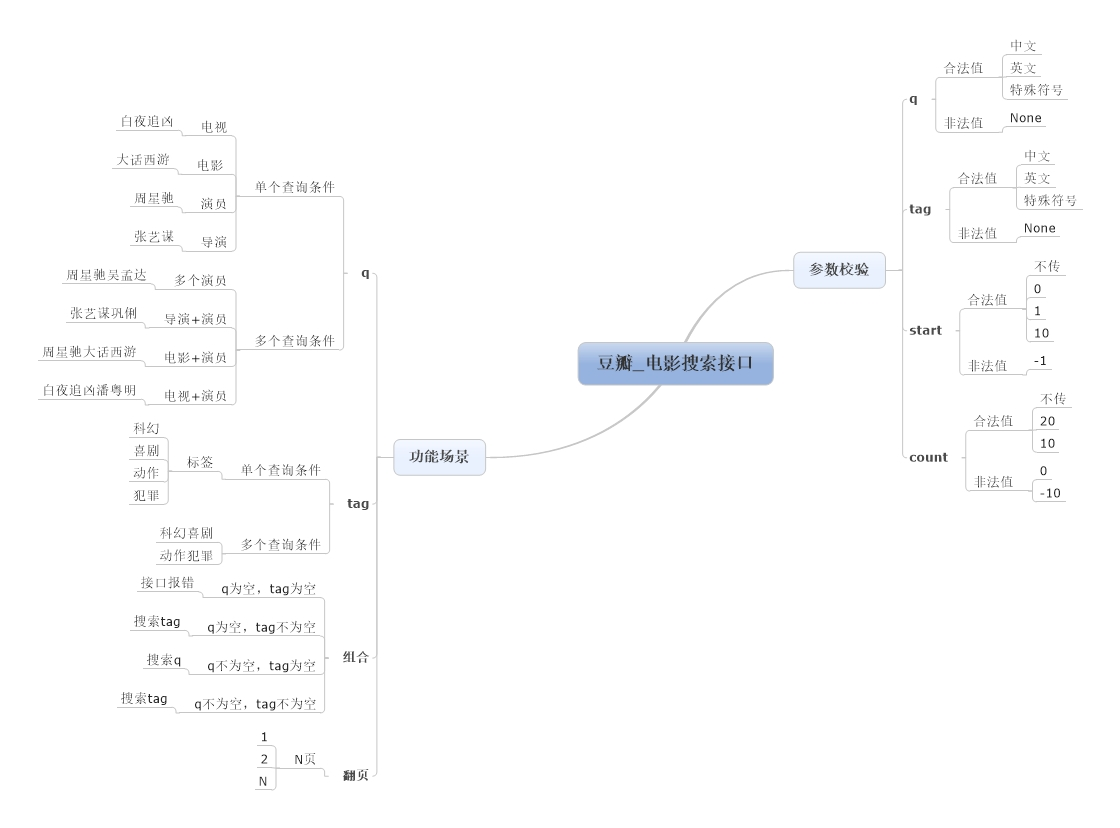 豆瓣_电影搜索接口
参数校验
q
合法值
中文
英文
特殊符号
非法值
None
tag
合法值
中文
英文
特殊符号
非法值
None
start
合法值
不传
0
1
10
非法值
-1
count
合法值
不传
20
10
非法值
0
-10
功能场景
q
单个查询条件
电视
白夜追凶
电影
大话西游
演员
周星驰
导演
张艺谋
多个查询条件
多个演员
周星驰吴孟达
导演+演员
张艺谋巩俐
电影+演员
周星驰大话西游
电视+演员
白夜追凶潘粤明
tag
单个查询条件
标签
科幻
喜剧
动作
犯罪
多个查询条件
科幻喜剧
动作犯罪
组合
q为空，tag为空
接口报错
q为空，tag不为空
搜索tag
q不为空，tag为空
搜索q
q不为空，tag不为空
搜索tag
翻页
N页
1
2
N